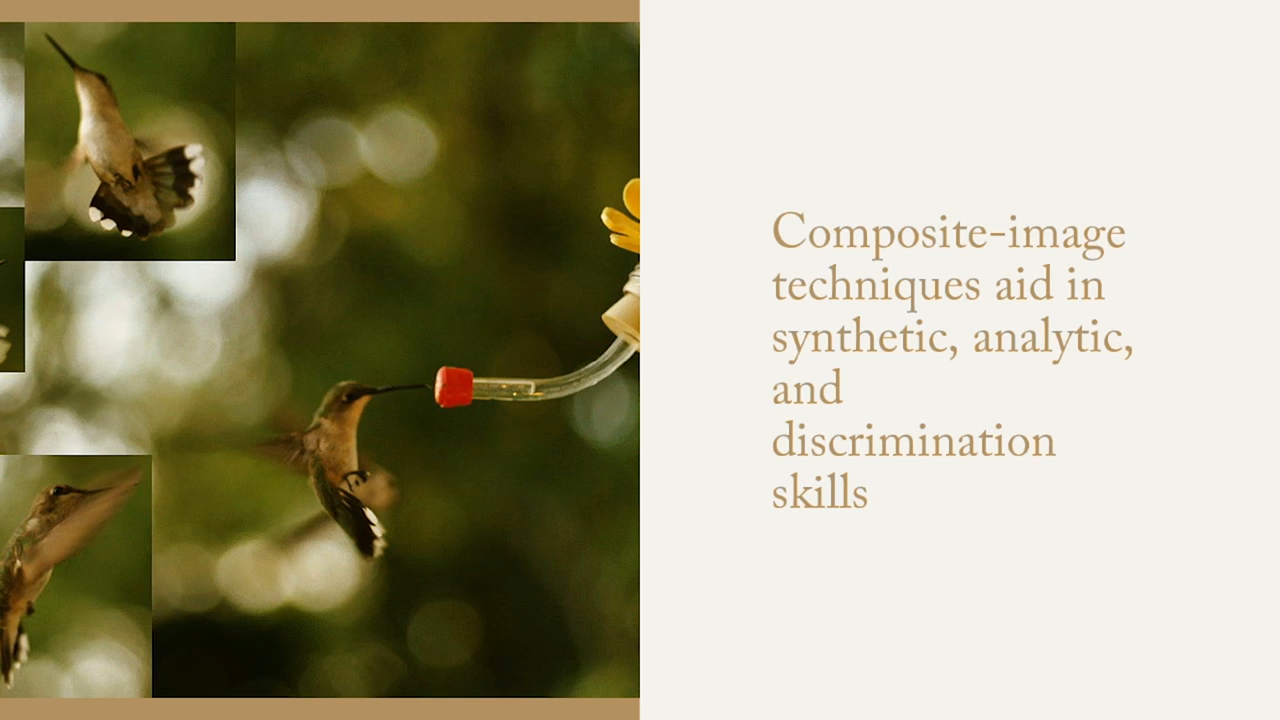 Composite-image
techniques aid in
synthetic, analytic,
and
discrimination
skills